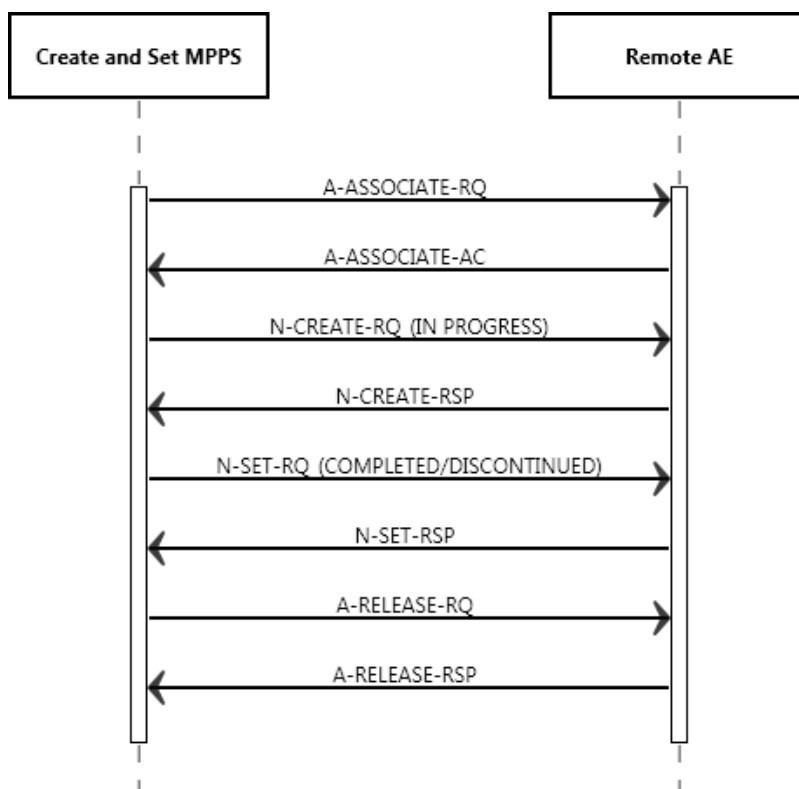 Create and Set MPPS
Remote AE
A-ASSOCIATE-RQ
A-ASSOCIATE-AC
N-CREATE-RQ (IN PROGRESS)
N-CREATE-RSP
N-SET-RQ (COMPLETED/DISCONTINUED)
N-SET-RSP
A-RELEASE-RQ
A-RELEASE-RSP